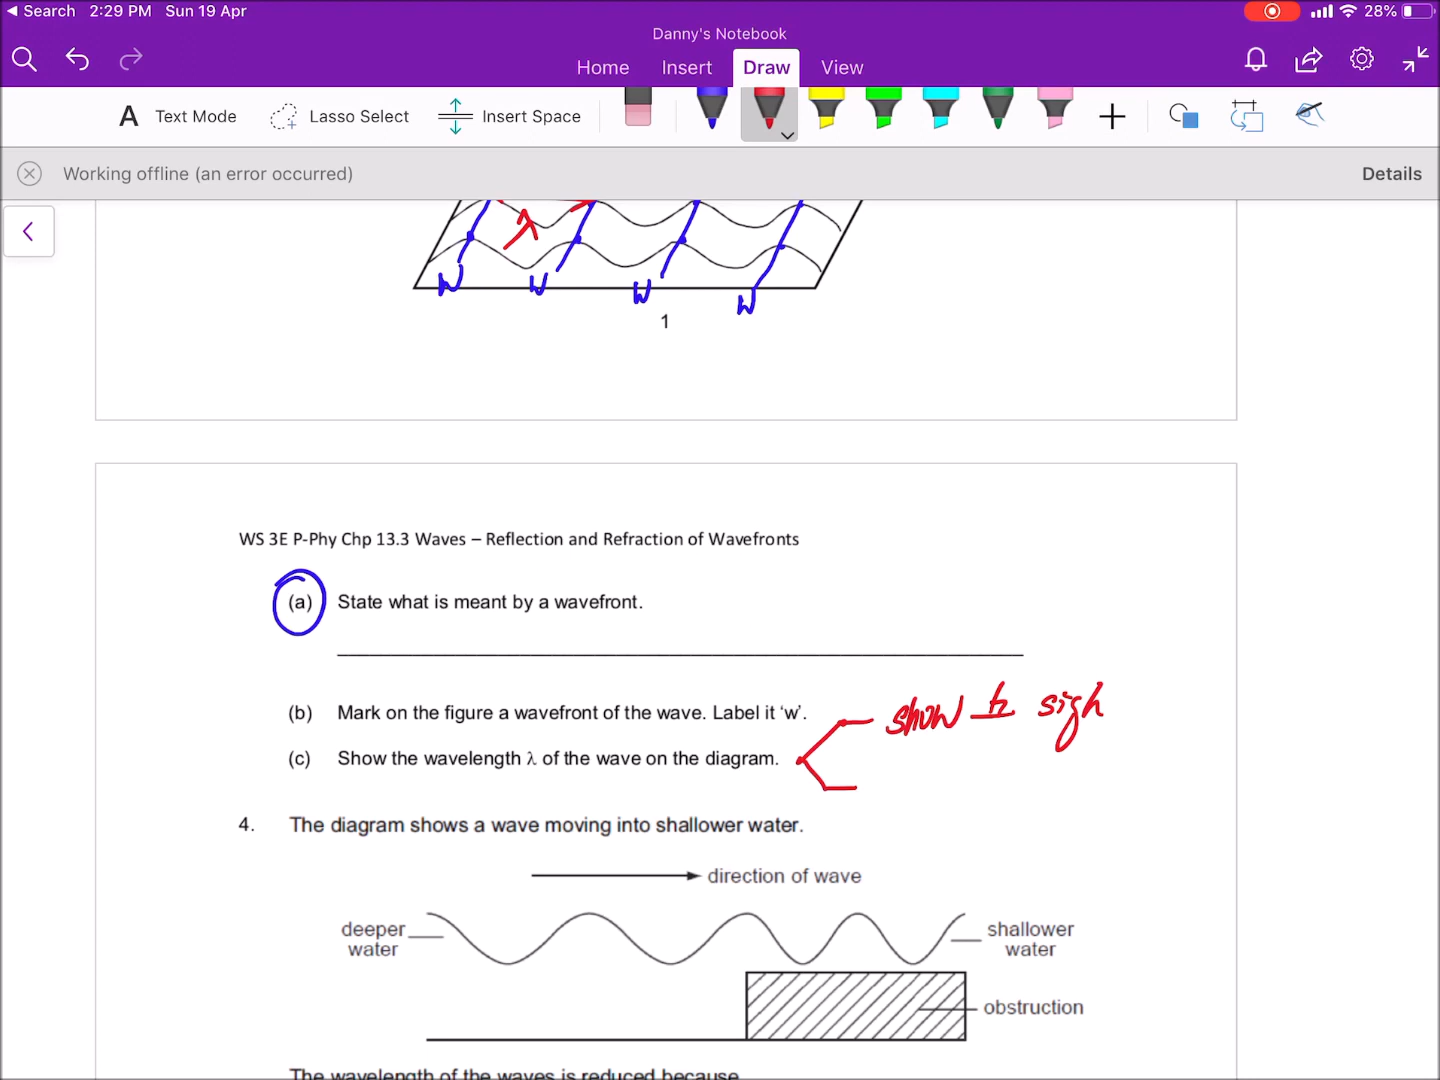 Search 2:29 PM Sun 19 Apr 28%
Danny's Notebook
Home Insert Draw View
A Text Mode Lasso Select Insert Space
Working offline (an error occurred) Details
λ
W W W W
1
WS 3E P-Phy Chp 13.3 Waves – Reflection and Refraction of Wavefronts
(a) State what is meant by a wavefront.
(b) Mark on the figure a wavefront of the wave. Label it ‘w’.
show
(c) Show the wavelength λ of the wave on the diagram.
4. The diagram shows a wave moving into shallower water.
direction of wave
deeper water
shallower water
obstruction
The wavelength of the waves is reduced because